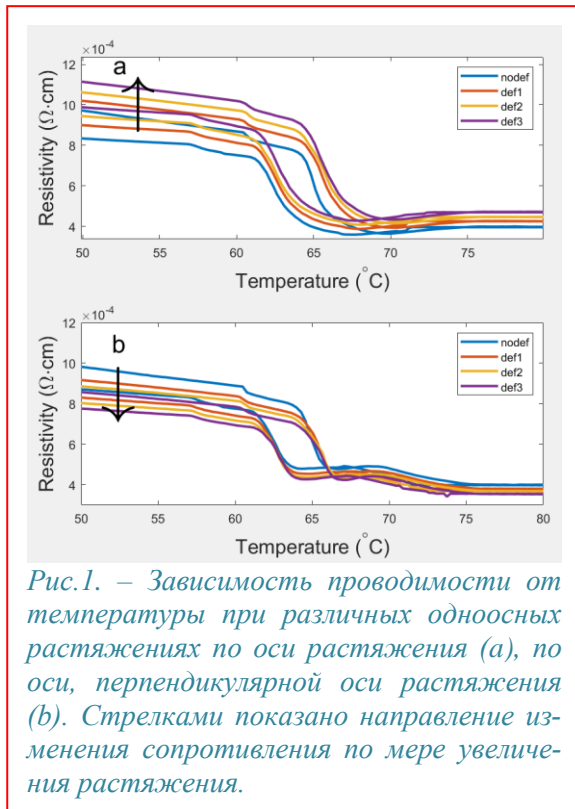 ×10⁻⁴
a
nodef
def1
def2
def3
Resistivity (Ω·cm)
12
10
8
6
4
50 55 60 65 70 75
Temperature (°C)
×10⁻⁴
b
nodef
def1
def2
def3
Resistivity (Ω·cm)
12
10
8
6
4
50 55 60 65 70 75 80
Temperature (°C)
Рис.1. – Зависимость проводимости от
температуры при различных одноосных
растяжениях по оси растяжения (a), по
оси, перпендикулярной оси растяжения
(b). Стрелками показано направление из-
менения сопротивления по мере увеличе-
ния растяжения.